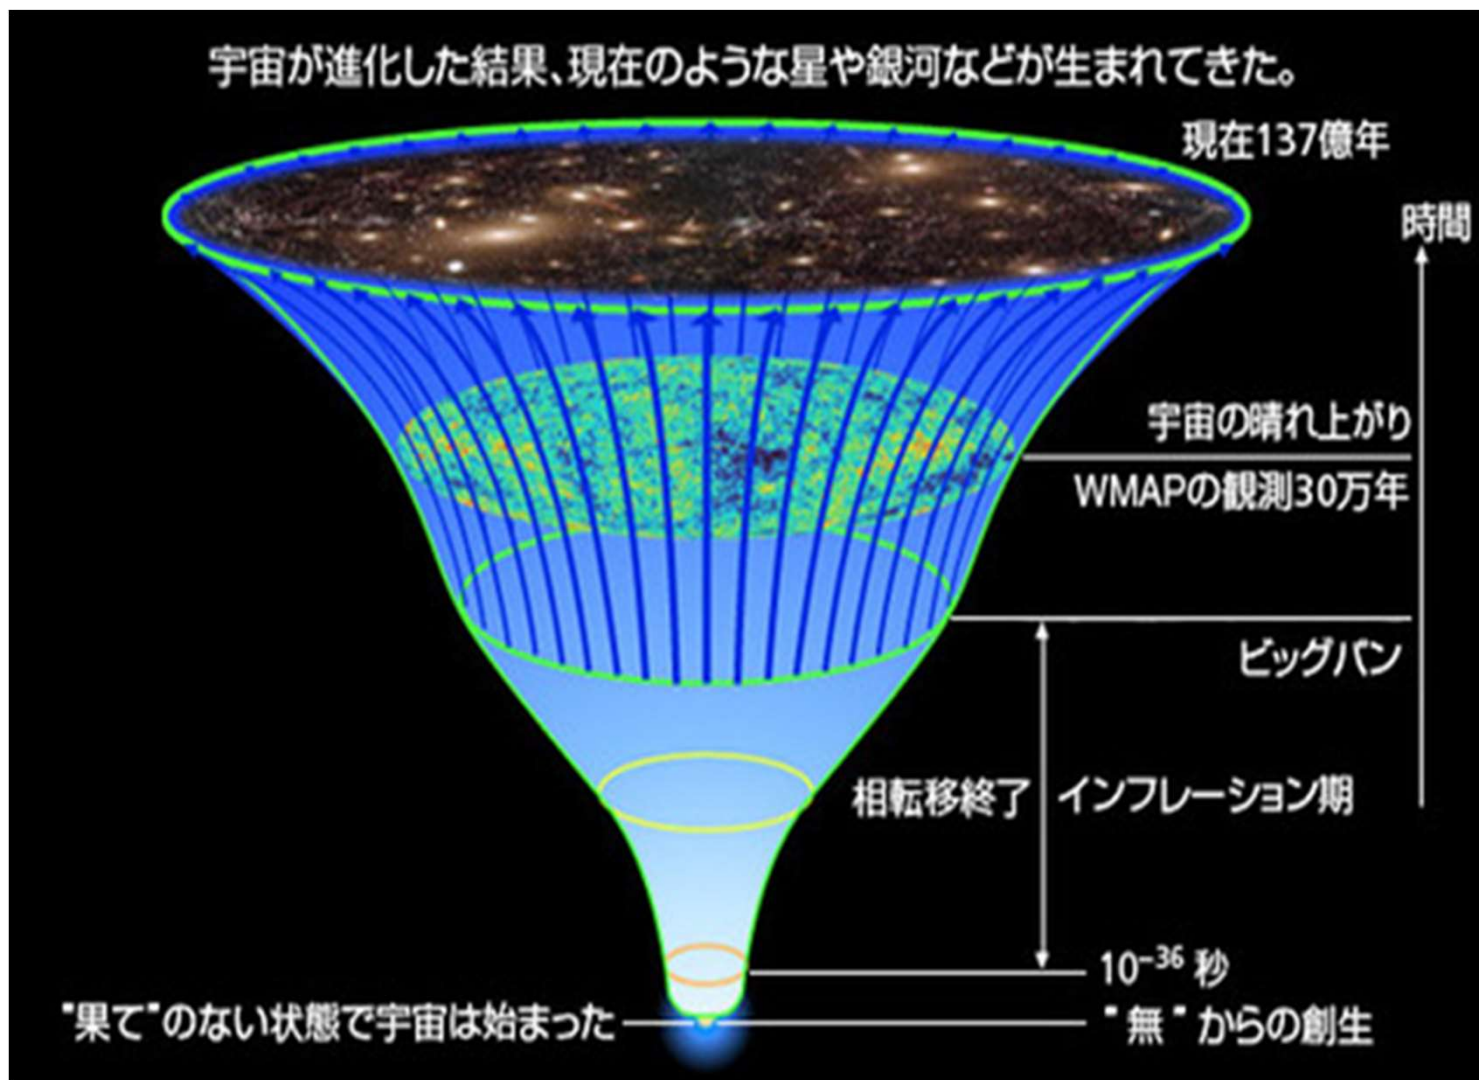 宇宙が進化した結果、現在のような星や銀河などが生まれてきた。
現在137億年
時間
宇宙の晴れ上がり
WMAPの観測30万年
ビッグバン
相転移終了
インフレーション期
10⁻³⁶ 秒
"果て"のない状態で宇宙は始まった
"無"からの創生